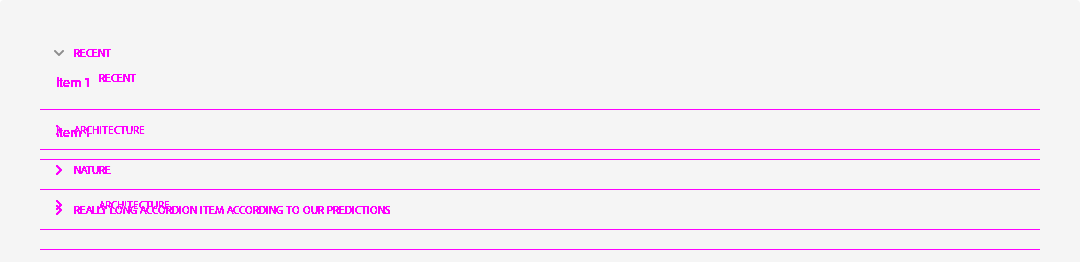 RECENT
RECENT
Item 1
ARCHITECTURE
Item 1
NATURE
ARCHITECTURE
REALLY LONG ACCORDION ITEM ACCORDING TO OUR PREDICTIONS